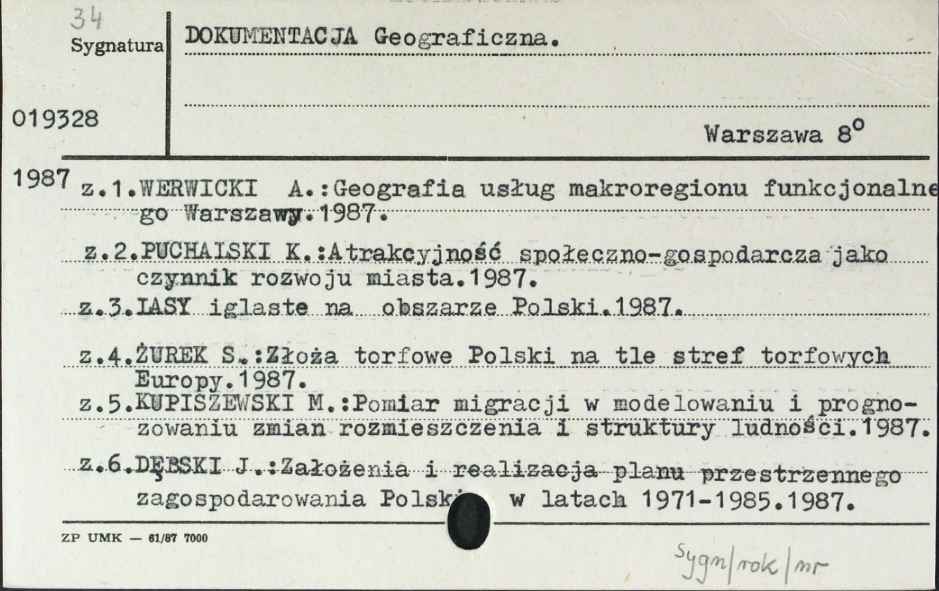 34
Sygnatura
DOKUMENTACJA Geograficzna.
019328
Warszawa 8º
1987
z.1.WERWICKI A.:Geografia usług makroregionu funkcjonalne
go Warszawy.1987.
z.2.PUCHALSKI K.:Atrakcyjność społeczno-gospodarcza jako
czynnik rozwoju miasta.1987.
z.3.LASY iglaste na obszarze Polski.1987.
z.4.ŻUREK S.:Złoża torfowe Polski na tle stref torfowych
Europy.1987.
z.5.KUPISZEWSKI M.:Pomiar migracji w modelowaniu i progno-
zowaniu zmian rozmieszczenia i struktury ludności.1987.
z.6.DĘBSKI J.:Założenia i realizacja planu przestrzennego
zagospodarowania Polski w latach 1971-1985.1987.
ZP UMK — 61/87 7000
Sygn/rok/nr